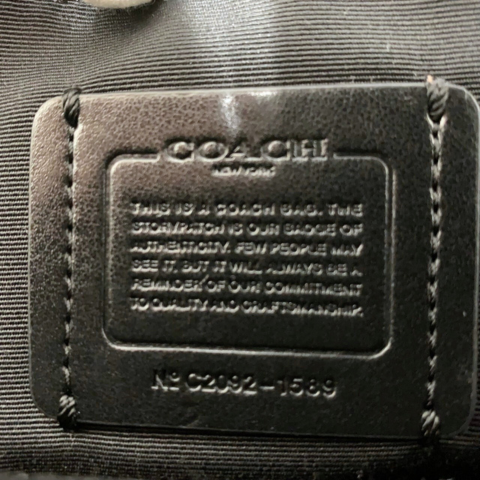 COACH
NEW YORK
THIS IS A COACH BAG. THE
STORYPATCH IS OUR BADGE OF
AUTHENTICITY. FEW PEOPLE MAY
SEE IT, BUT IT WILL ALWAYS BE A
REMINDER OF OUR COMMITMENT
TO QUALITY AND CRAFTSMANSHIP.
Nº C2092-1589